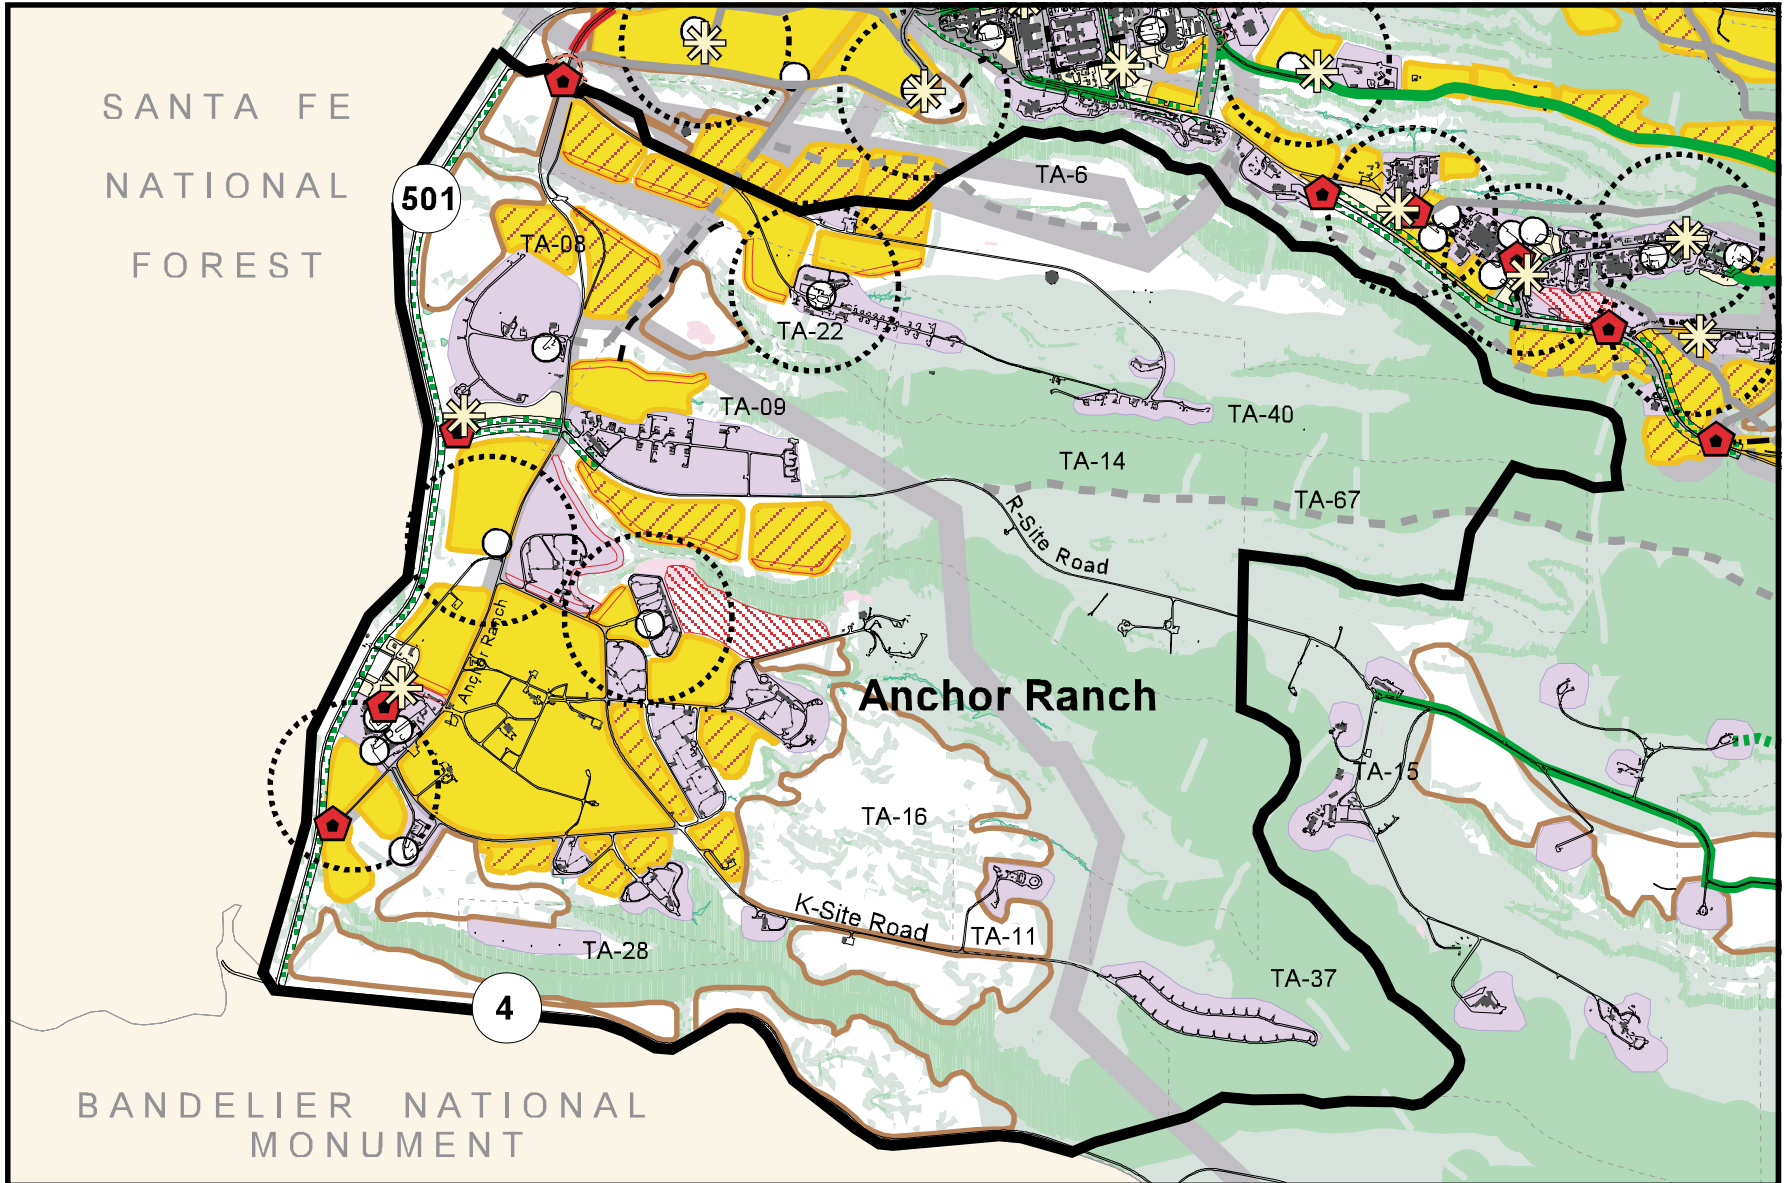 SANTA FE
NATIONAL
FOREST
501
TA-6
TA-08
TA-22
TA-09
TA-40
TA-14
TA-67
R-Site Road
Anchor Ranch
Anchor Ranch
TA-15
TA-16
K-Site Road
TA-11
TA-28
TA-37
4
BANDELIER NATIONAL
MONUMENT